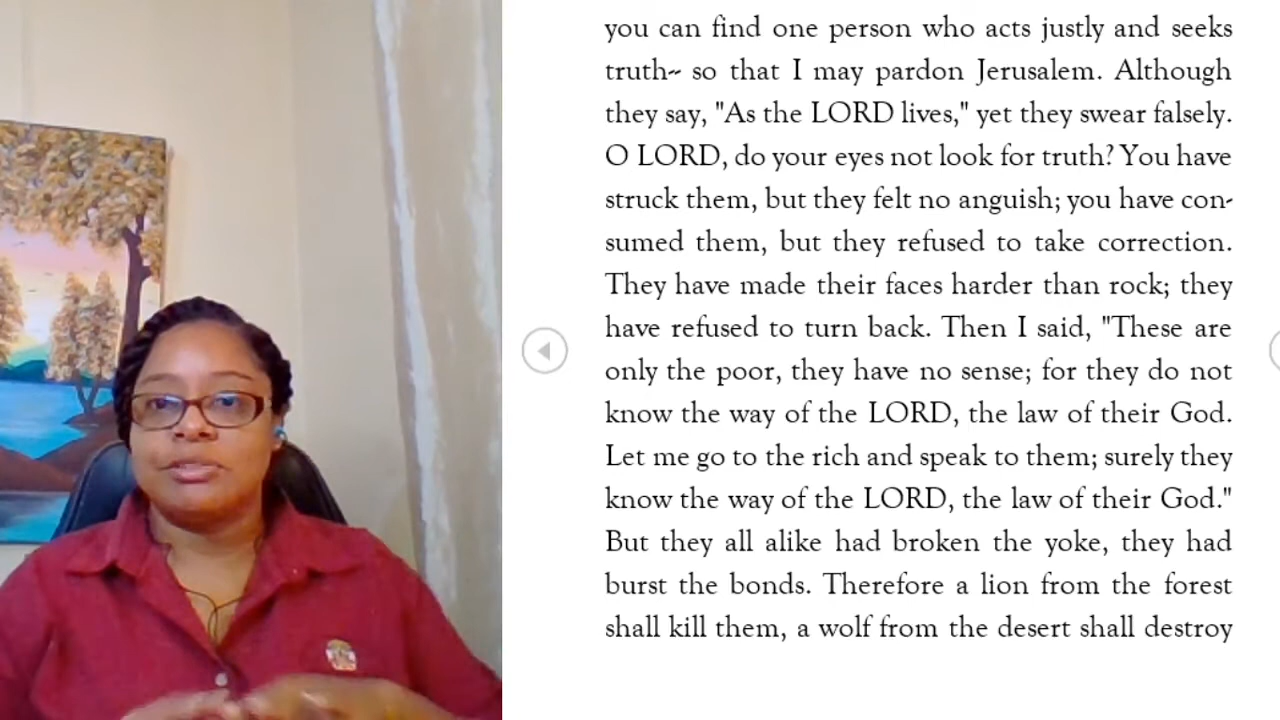 you can find one person who acts justly and seeks
truth-- so that I may pardon Jerusalem. Although
they say, "As the LORD lives," yet they swear falsely.
O LORD, do your eyes not look for truth? You have
struck them, but they felt no anguish; you have con-
sumed them, but they refused to take correction.
They have made their faces harder than rock; they
have refused to turn back. Then I said, "These are
only the poor, they have no sense; for they do not
know the way of the LORD, the law of their God.
Let me go to the rich and speak to them; surely they
know the way of the LORD, the law of their God."
But they all alike had broken the yoke, they had
burst the bonds. Therefore a lion from the forest
shall kill them, a wolf from the desert shall destroy